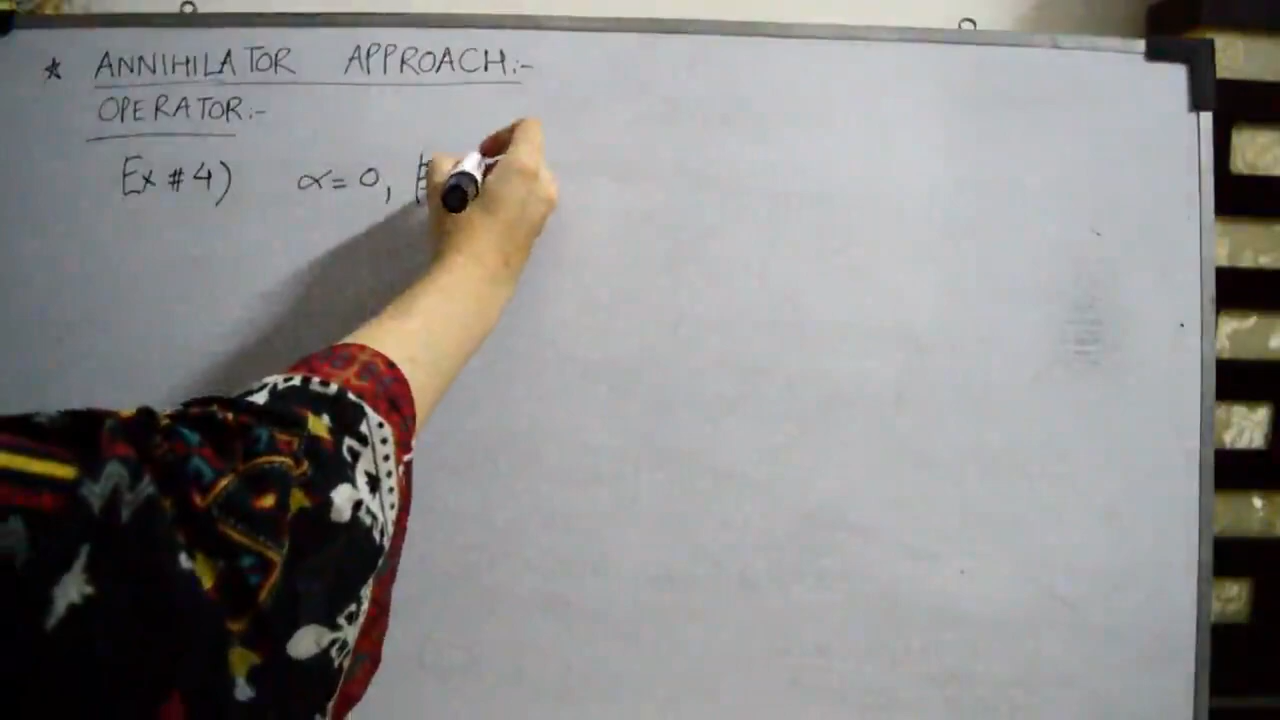 * ANNIHILATOR APPROACH:-
OPERATOR:-
Ex #4) α=0,